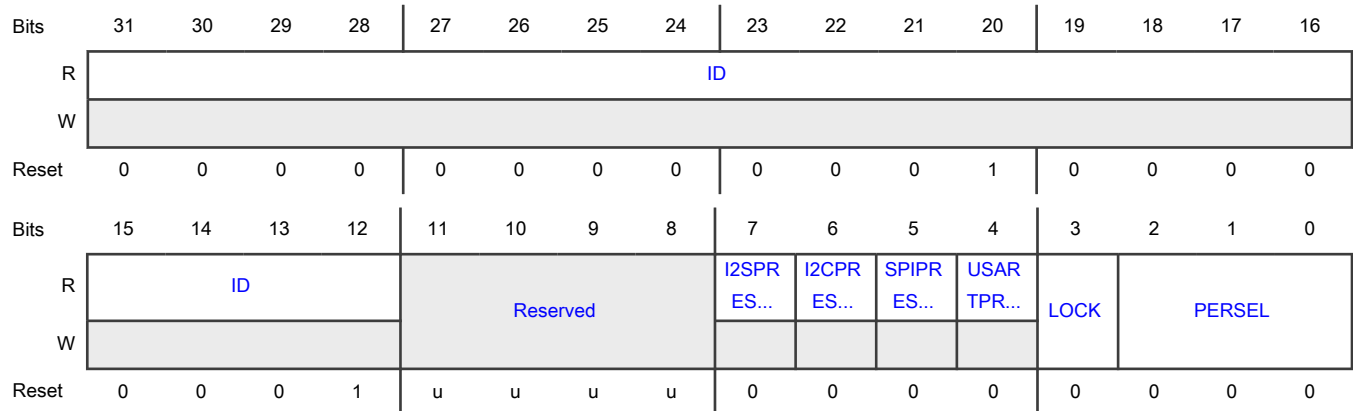 Bits 31 30 29 28 27 26 25 24 23 22 21 20 19 18 17 16
R ID
W
Reset 0 0 0 0 0 0 0 0 0 0 0 1 0 0 0 0
Bits 15 14 13 12 11 10 9 8 7 6 5 4 3 2 1 0
R ID Reserved I2SPR I2CPR SPIPR USAR LOCK PERSEL
ES... ES... ES... TPR...
W
Reset 0 0 0 1 u u u u 0 0 0 0 0 0 0 0